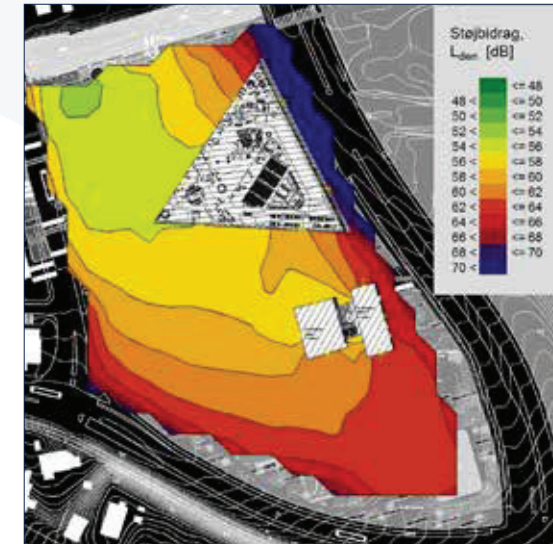 Støjbidrag,
L_den [dB]
<= 48
48 < <= 50
50 < <= 52
52 < <= 54
54 < <= 56
56 < <= 58
58 < <= 60
60 < <= 62
62 < <= 64
64 < <= 66
66 < <= 68
68 < <= 70
70 <